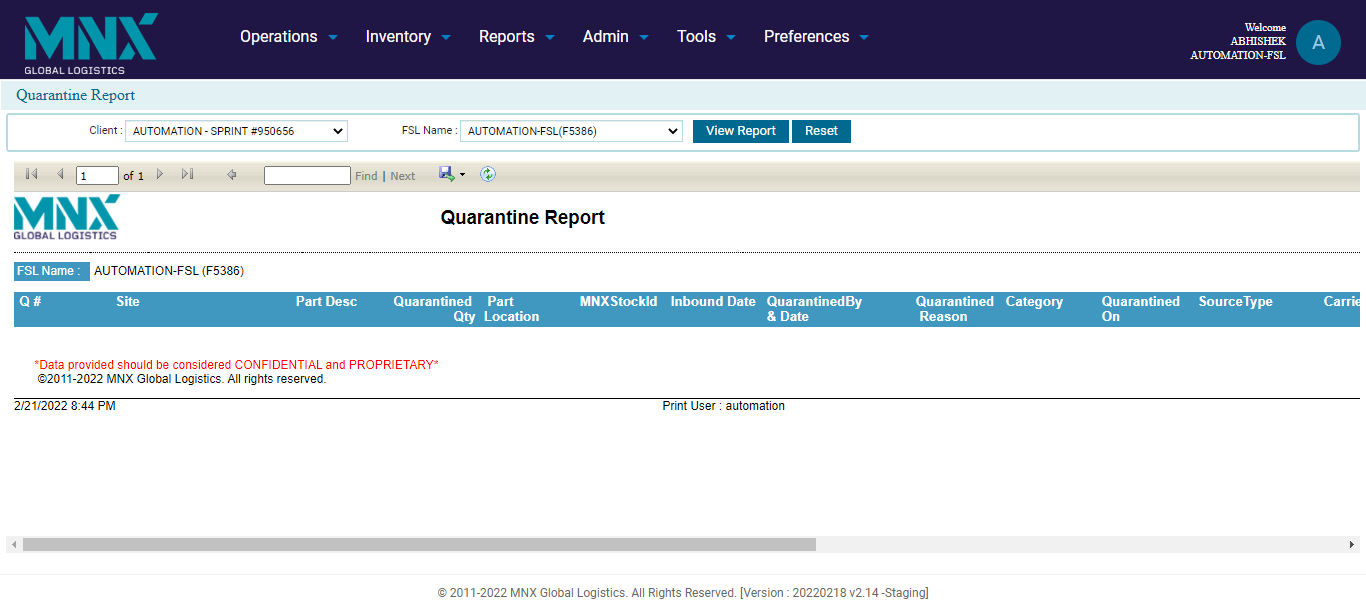 MNX
GLOBAL LOGISTICS
Operations Inventory Reports Admin Tools Preferences
Welcome
ABHISHEK
AUTOMATION-FSL
A
Quarantine Report
Client : AUTOMATION - SPRINT #950656 FSL Name : AUTOMATION-FSL(F5386) View Report Reset
1 of 1 Find | Next
MNX
GLOBAL LOGISTICS
Quarantine Report
FSL Name : AUTOMATION-FSL (F5386)
Q # Site Part Desc Quarantined Part MNXStockId Inbound Date QuarantinedBy Quarantined Category Quarantined SourceType Carrie
Qty Location & Date Reason On
*Data provided should be considered CONFIDENTIAL and PROPRIETARY*
©2011-2022 MNX Global Logistics. All rights reserved.
2/21/2022 8:44 PM Print User : automation
© 2011-2022 MNX Global Logistics. All Rights Reserved. [Version : 20220218 v2.14 -Staging]